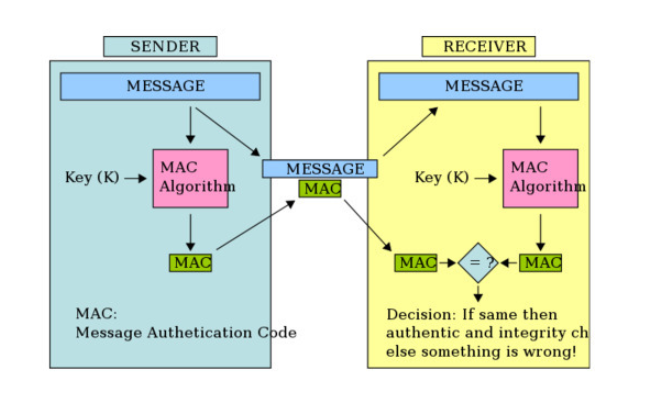 SENDER
RECEIVER
MESSAGE
MESSAGE
MESSAGE
MAC
Key (K)
MAC
Algorithm
Key (K)
MAC
Algorithm
MAC
MAC
= ?
MAC
MAC:
Message Authetication Code
Decision: If same then
authentic and integrity ch
else something is wrong!